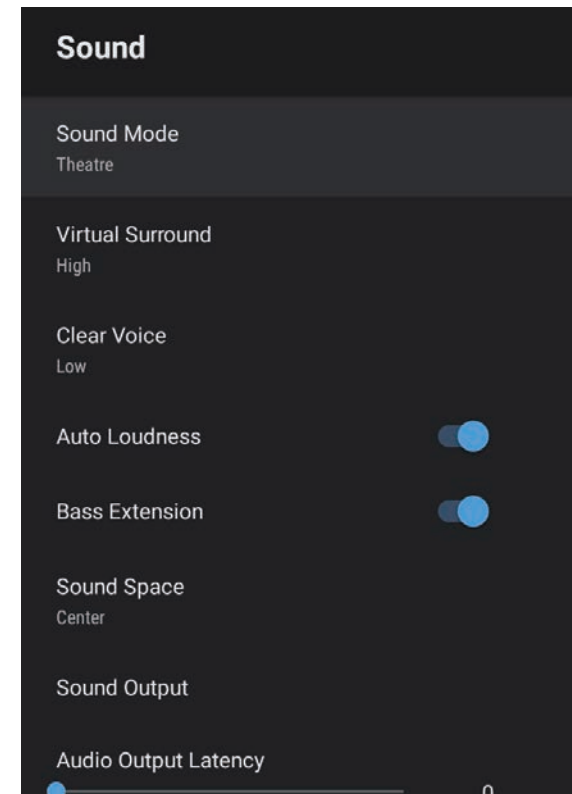 Sound
Sound Mode
Theatre
Virtual Surround
High
Clear Voice
Low
Auto Loudness
Bass Extension
Sound Space
Center
Sound Output
Audio Output Latency
0